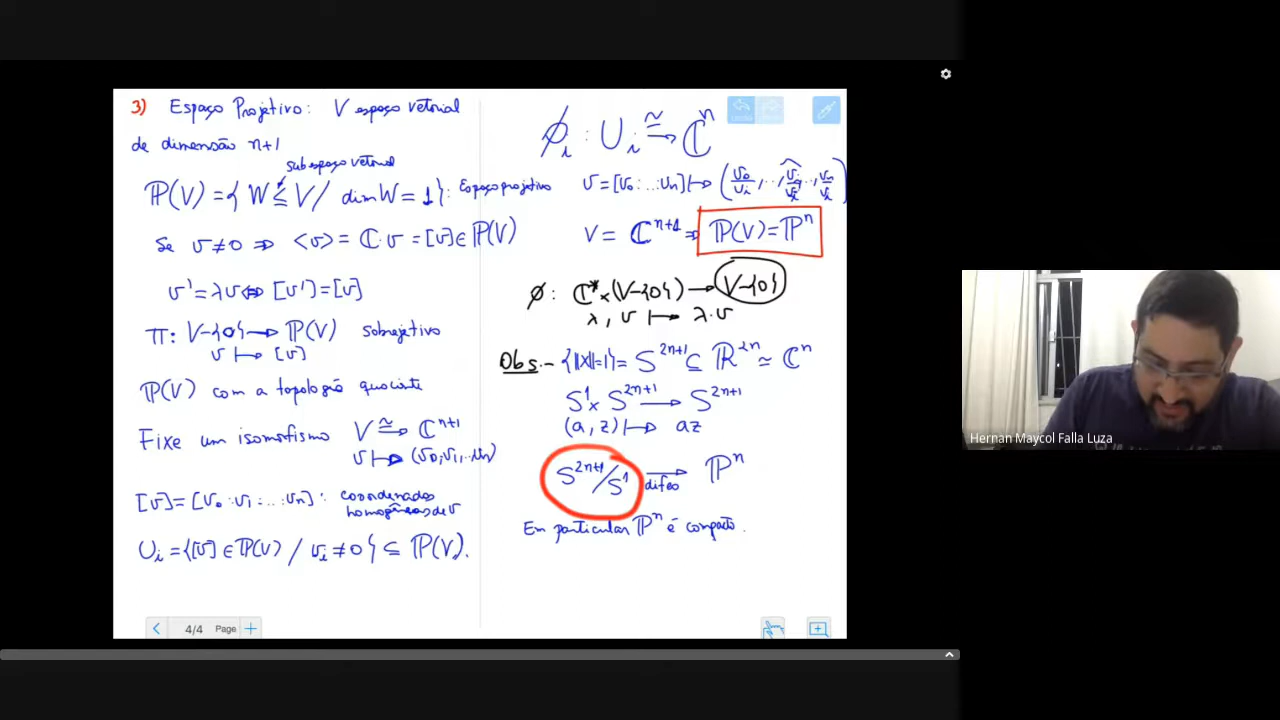 3) Espaço Projetivo: V espaço vetorial
de dimensão n+1
subespaço vetorial
ℙ(V)={ W ≤ V / dim W = 1}: Espaço projetivo
Se v≠0 ⇒ <v> = ℂ·v = [v] ∈ ℙ(V)
v' = λv ⇔ [v'] = [v]
π: V-{0} → ℙ(V) sobrejetivo
v ↦ [v]
ℙ(V) com a topologia quociente
Fixe um isomorfismo V ≅→ ℂⁿ⁺¹
v ↦ (v₀, v₁, ... vₙ)
[v] = [v₀ : v₁ : ... : vₙ] : coordenadas
homogêneas de v
Uᵢ = {[v] ∈ ℙ(V) / vᵢ ≠ 0} ⊆ ℙ(V).
4/4 Page
ϕᵢ : Uᵢ ≅→ ℂⁿ
v = [v₀ : ... vₙ] ↦ (v₀/vᵢ, ..., v̂ᵢ/vᵢ, .., vₙ/vᵢ)
V = ℂⁿ⁺¹ ⇒ ℙ(V) = ℙⁿ
ϕ : ℂ* × (V-{0}) → V-{0}
λ, v ↦ λ·v
Obs.- {||X||=1} = S²ⁿ⁺¹ ⊆ ℝ²ⁿ ≃ ℂⁿ
S¹ × S²ⁿ⁺¹ → S²ⁿ⁺¹
(a, z) ↦ az
S²ⁿ⁺¹/S¹ → ℙⁿ
difeo
Em particular ℙⁿ é compacto.
Hernan Maycol Falla Luza